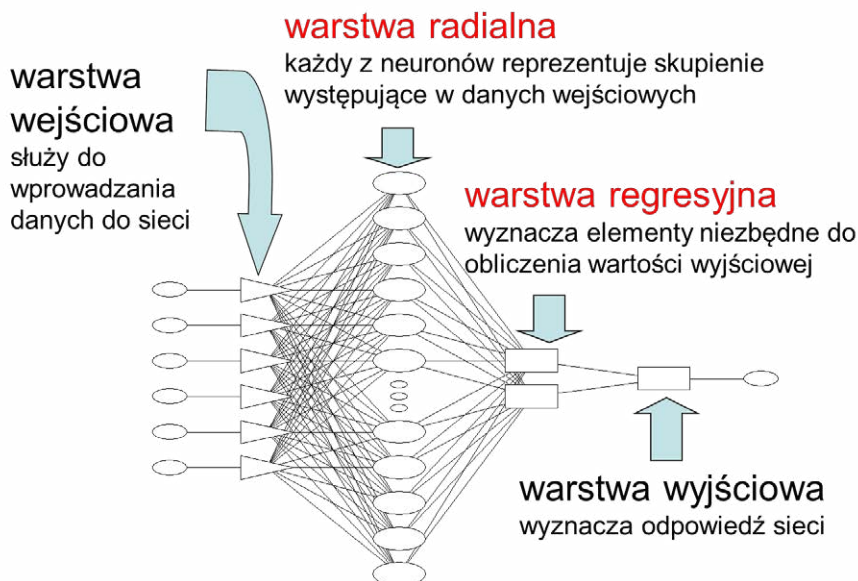 warstwa radialna
każdy z neuronów reprezentuje skupienie
występujące w danych wejściowych
warstwa
wejściowa
służy do
wprowadzania
danych do sieci
warstwa regresyjna
wyznacza elementy niezbędne do
obliczenia wartości wyjściowej
warstwa wyjściowa
wyznacza odpowiedź sieci